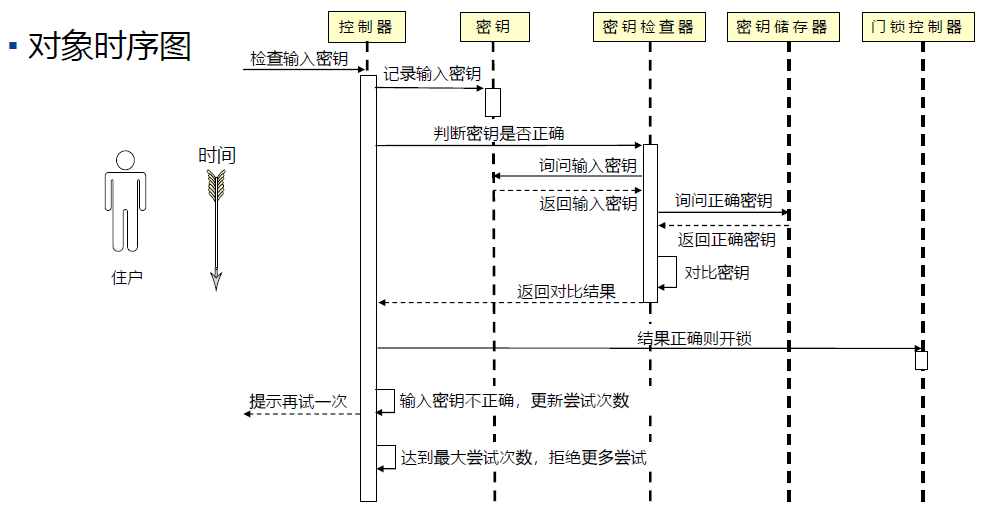 ▪ 对象时序图
控制器
密钥
密钥检查器
密钥储存器
门锁控制器
检查输入密钥
记录输入密钥
判断密钥是否正确
时间
询问输入密钥
返回输入密钥
询问正确密钥
返回正确密钥
住户
对比密钥
返回对比结果
结果正确则开锁
提示再试一次
输入密钥不正确，更新尝试次数
达到最大尝试次数，拒绝更多尝试